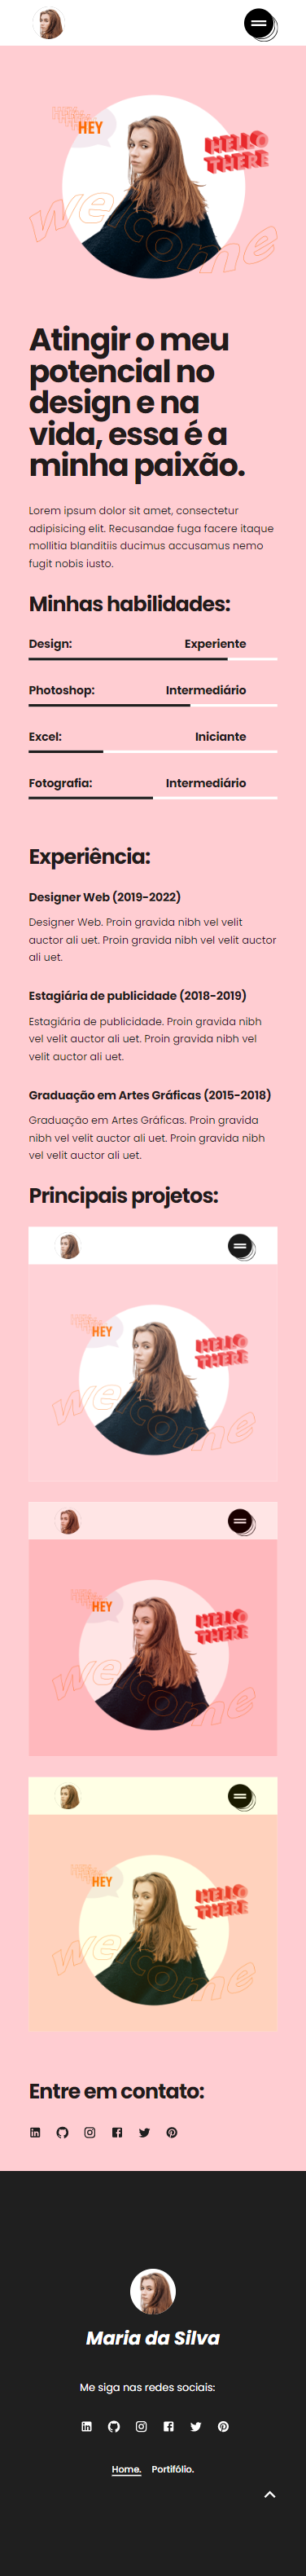 HEY
HELLO
THERE
welcome
Atingir o meu
potencial no
design e na
vida, essa é a
minha paixão.
Lorem ipsum dolor sit amet, consectetur
adipisicing elit. Recusandae fuga facere itaque
mollitia blanditiis ducimus accusamus nemo
fugit nobis iusto.
Minhas habilidades:
Design: Experiente
Photoshop: Intermediário
Excel: Iniciante
Fotografia: Intermediário
Experiência:
Designer Web (2019-2022)
Designer Web. Proin gravida nibh vel velit
auctor ali uet. Proin gravida nibh vel velit auctor
ali uet.
Estagiária de publicidade (2018-2019)
Estagiária de publicidade. Proin gravida nibh
vel velit auctor ali uet. Proin gravida nibh vel
velit auctor ali uet.
Graduação em Artes Gráficas (2015-2018)
Graduação em Artes Gráficas. Proin gravida
nibh vel velit auctor ali uet. Proin gravida nibh
vel velit auctor ali uet.
Principais projetos:
HEY
HELLO
THERE
welcome
HEY
HELLO
THERE
welcome
HEY
HELLO
THERE
welcome
Entre em contato:
Maria da Silva
Me siga nas redes sociais:
Home. Portifólio.